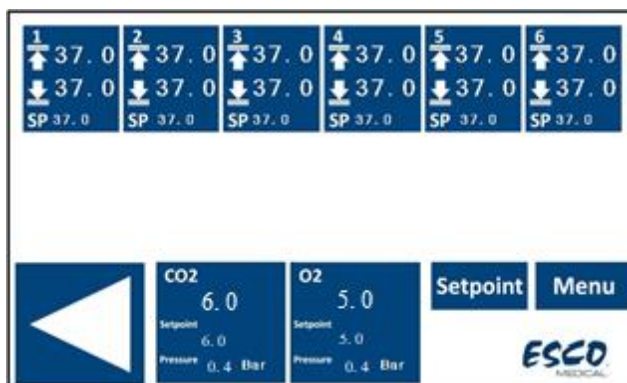 1 2 3 4 5 6
37.0 37.0 37.0 37.0 37.0 37.0
37.0 37.0 37.0 37.0 37.0 37.0
SP 37.0 SP 37.0 SP 37.0 SP 37.0 SP 37.0 SP 37.0
CO2 O2
6.0 5.0 Setpoint Menu
Setpoint Setpoint
6.0 5.0
Pressure 0.4 Bar Pressure 0.4 Bar
ESCO
MEDICAL